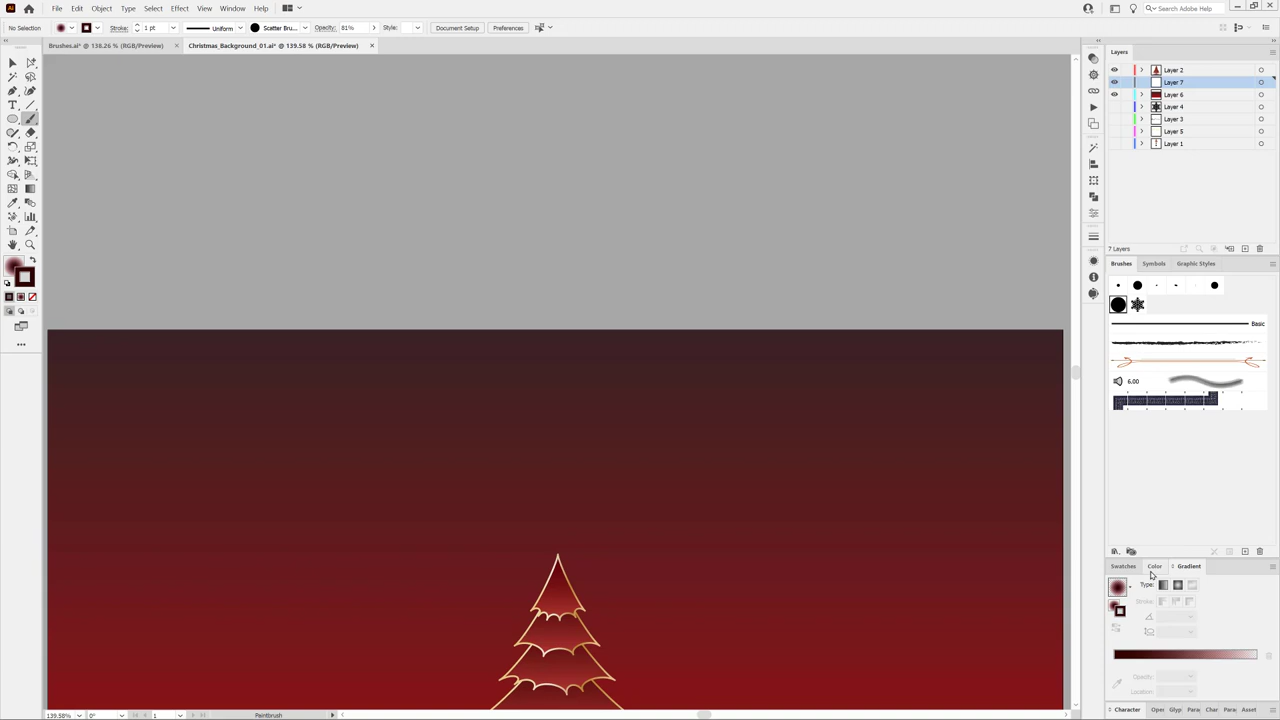 Ai File Edit Object Type Select Effect View Window Help Search Adobe Help
No Selection Stroke: 1 pt Uniform Scatter Bru... Opacity: 81% Style: Document Setup Preferences
Brushes.ai* @ 138.26 % (RGB/Preview) × Christmas_Background_01.ai* @ 139.58 % (RGB/Preview) ×
Layers
Layer 2
Layer 7
Layer 6
Layer 4
Layer 3
Layer 5
Layer 1
7 Layers
Brushes Symbols Graphic Styles
Basic
6.00
Swatches Color Gradient
Type:
Stroke:
Opacity:
Location:
139.58% 0° 1 Paintbrush
Character Oper Glyp Para Char Para Asset